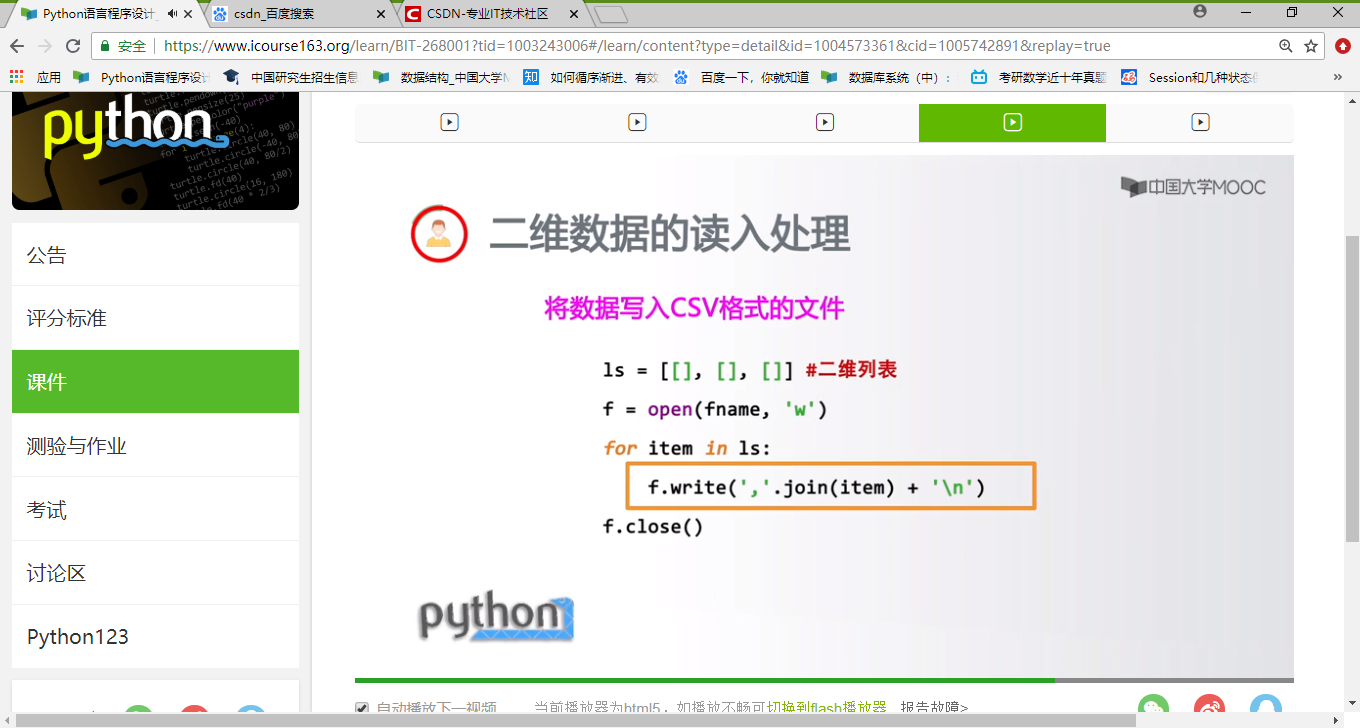 Python语言程序设计_
csdn_百度搜索
CSDN-专业IT技术社区
安全 https://www.icourse163.org/learn/BIT-268001?tid=1003243006#/learn/content?type=detail&id=1004573361&cid=1005742891&replay=true
应用 Python语言程序设计 中国研究生招生信息 数据结构_中国大学M 知 如何循序渐进、有效 百度一下，你就知道 数据库系统（中）： 考研数学近十年真题 Session和几种状态 »
python
公告
评分标准
课件
测验与作业
考试
讨论区
Python123
中国大学MOOC
二维数据的读入处理
将数据写入CSV格式的文件
ls = [[], [], []] #二维列表
f = open(fname, 'w')
for item in ls:
f.write(','.join(item) + '\n')
f.close()
python
自动播放下一视频 当前播放器为html5，如播放不畅可切换到flash播放器 报告故障>